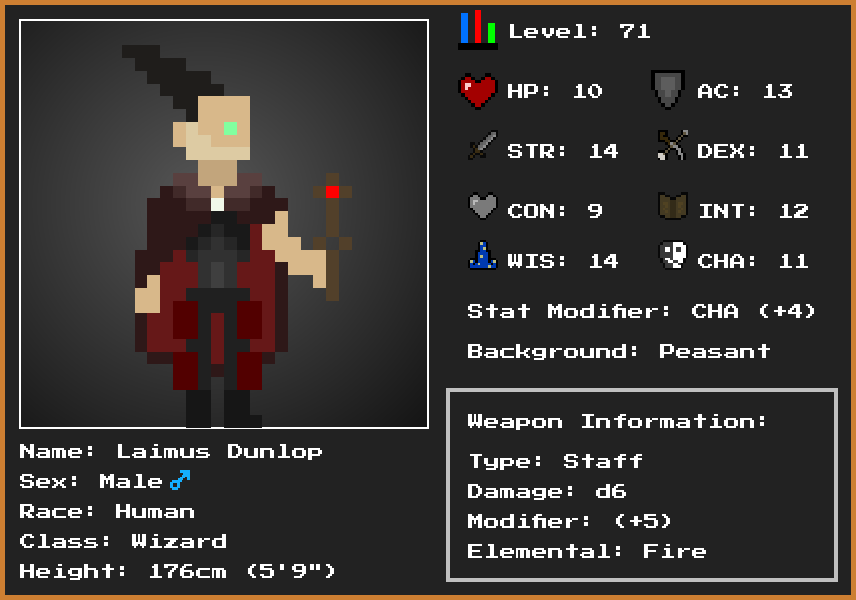 Level: 71
HP: 10 AC: 13
STR: 14 DEX: 11
CON: 9 INT: 12
WIS: 14 CHA: 11
Stat Modifier: CHA (+4)
Background: Peasant
Weapon Information:
Type: Staff
Damage: d6
Modifier: (+5)
Elemental: Fire
Name: Laimus Dunlop
Sex: Male ♂
Race: Human
Class: Wizard
Height: 176cm (5'9")